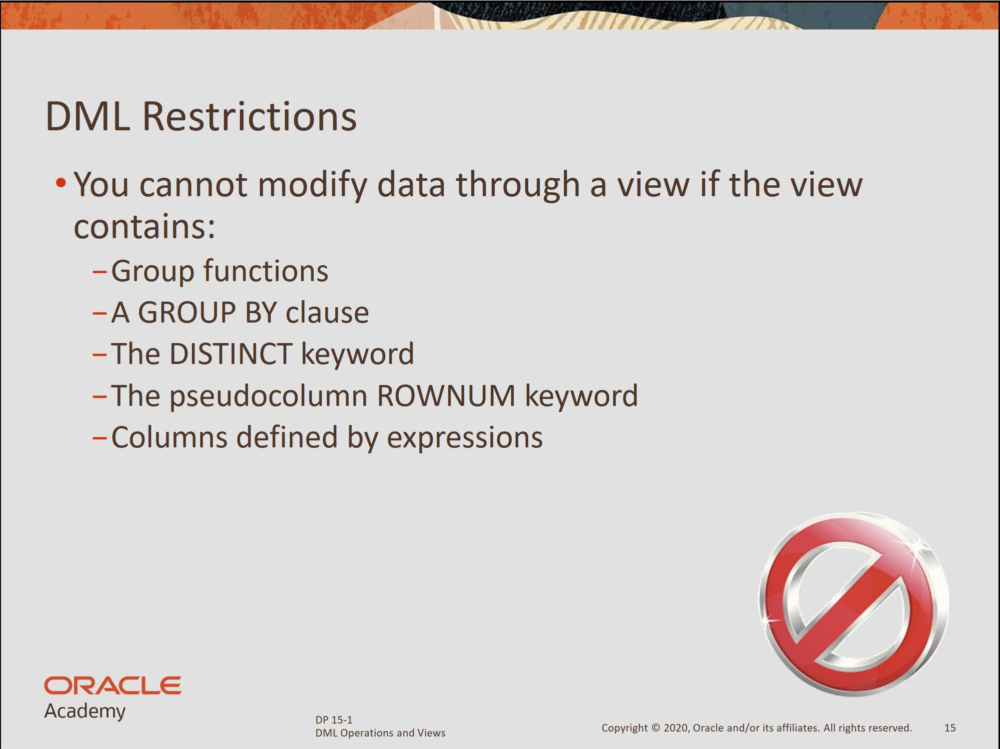 DML Restrictions
• You cannot modify data through a view if the view
contains:
– Group functions
– A GROUP BY clause
– The DISTINCT keyword
– The pseudocolumn ROWNUM keyword
– Columns defined by expressions
ORACLE
Academy
DP 15-1
DML Operations and Views
Copyright © 2020, Oracle and/or its affiliates. All rights reserved. 15